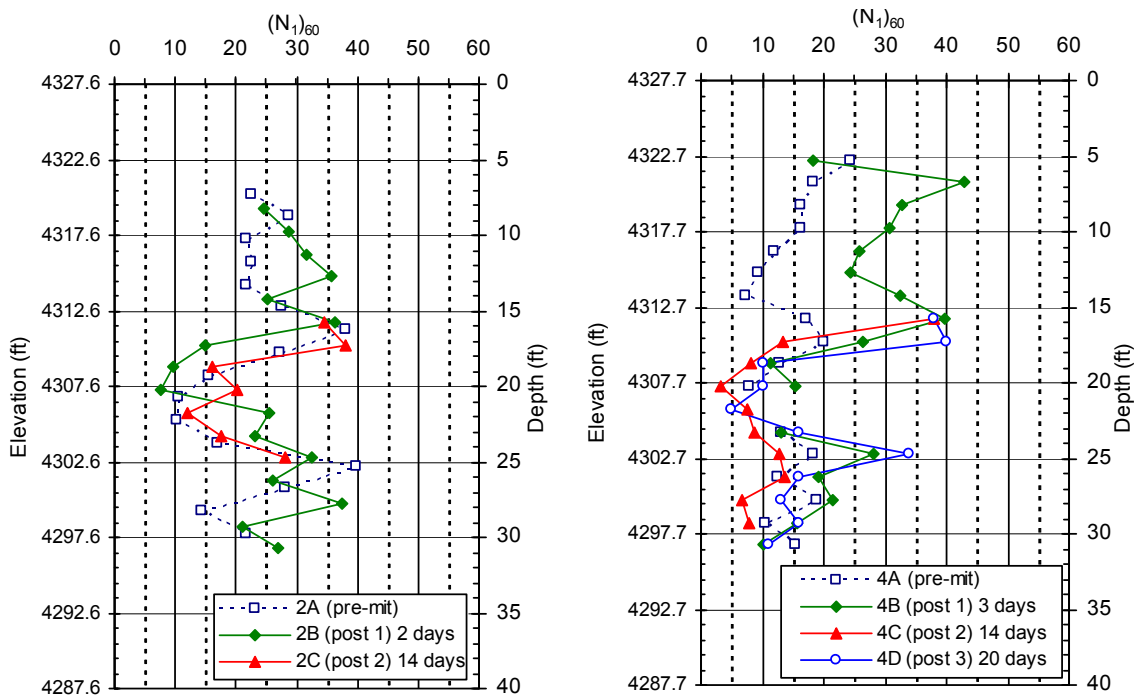 (N1)60
0 10 20 30 40 50 60
4327.6
4322.6
4317.6
4312.6
4307.6
4302.6
4297.6
4292.6
4287.6
Elevation (ft)
0
5
10
15
20
25
30
35
40
Depth (ft)
2A (pre-mit)
2B (post 1) 2 days
2C (post 2) 14 days
(N1)60
0 10 20 30 40 50 60
4327.7
4322.7
4317.7
4312.7
4307.7
4302.7
4297.7
4292.7
4287.7
Elevation (ft)
0
5
10
15
20
25
30
35
40
Depth (ft)
4A (pre-mit)
4B (post 1) 3 days
4C (post 2) 14 days
4D (post 3) 20 days